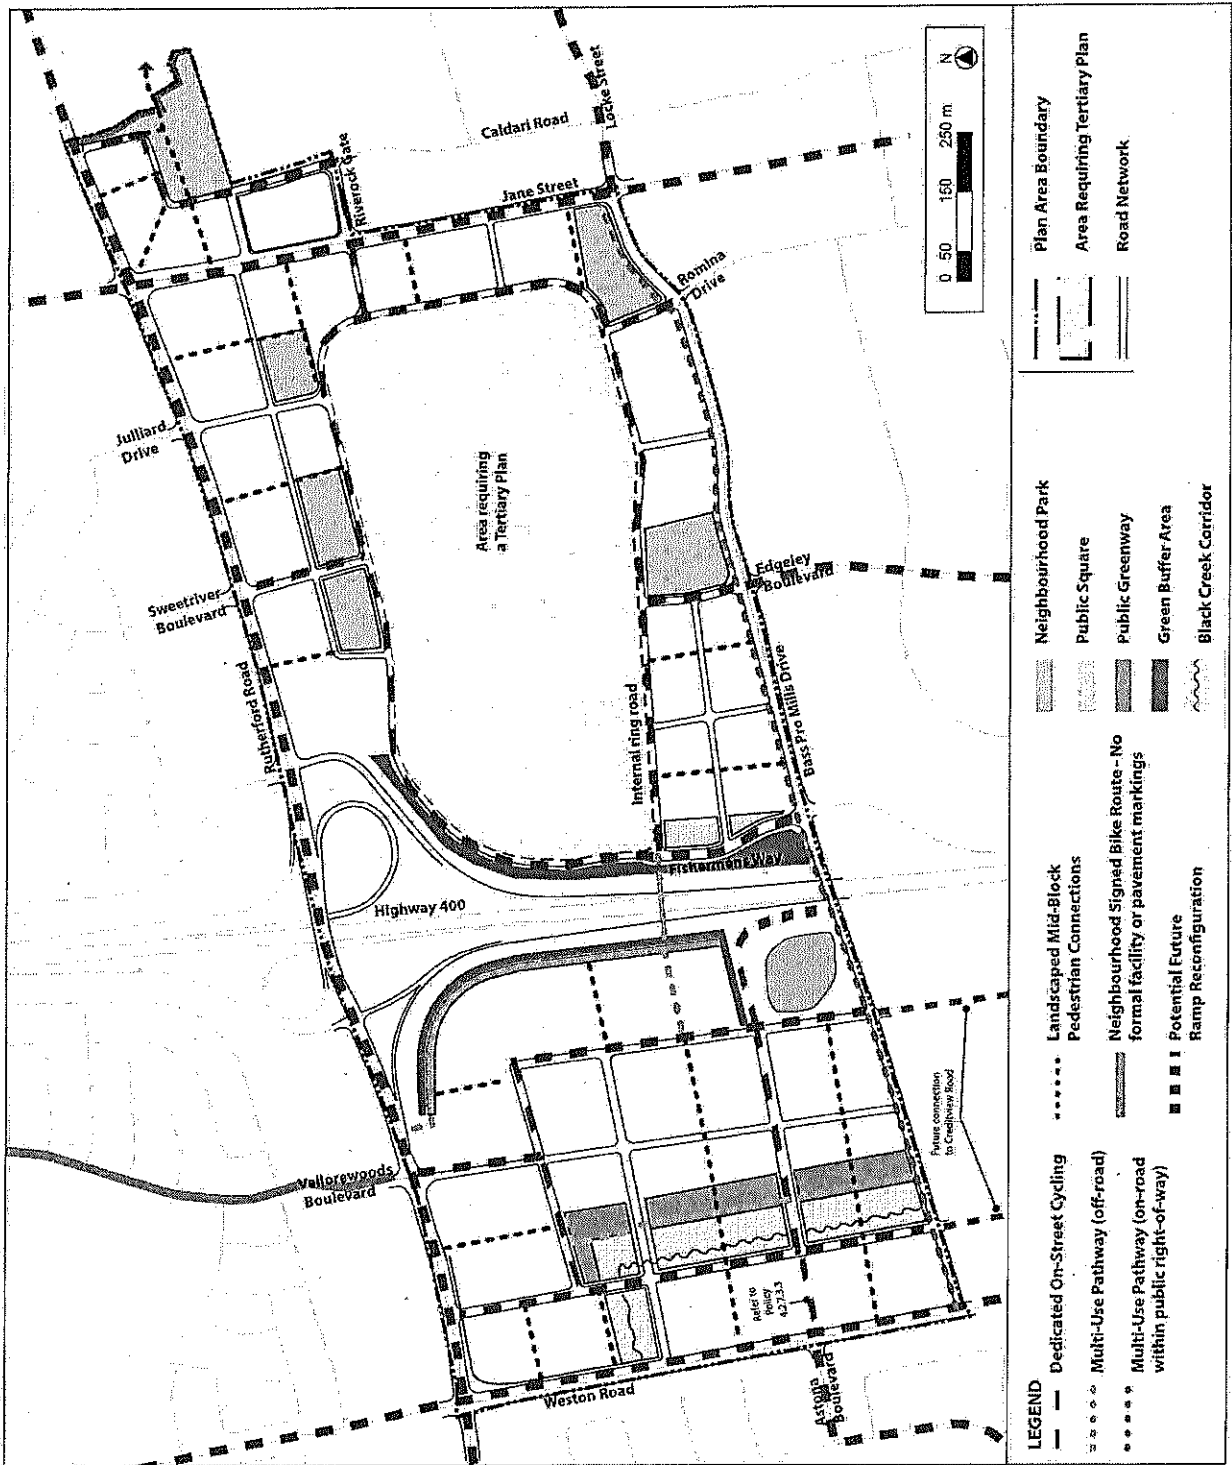 Julliard
Drive
Sweetriver
Boulevard
Rutherford Road
Vellorewoods
Boulevard
Riverock Gate
Caldari Road
Jane Street
Locke Street
Romina
Drive
Area requiring
a Tertiary Plan
Edgeley
Boulevard
Internal ring road
Bass Pro Mills Drive
Highway 400
Fishermens Way
Future connection
to Creditview Road
Refer to
Policy
4.2.7.3.3
Weston Road
Astona
Boulevard
0 50 150 250 m
N
LEGEND
Dedicated On-Street Cycling
Multi-Use Pathway (off-road)
Multi-Use Pathway (on-road
within public right-of-way)
Landscaped Mid-Block
Pedestrian Connections
Neighbourhood Signed Bike Route - No
formal facility or pavement markings
Potential Future
Ramp Reconfiguration
Neighbourhood Park
Public Square
Public Greenway
Green Buffer Area
Black Creek Corridor
Plan Area Boundary
Area Requiring Tertiary Plan
Road Network